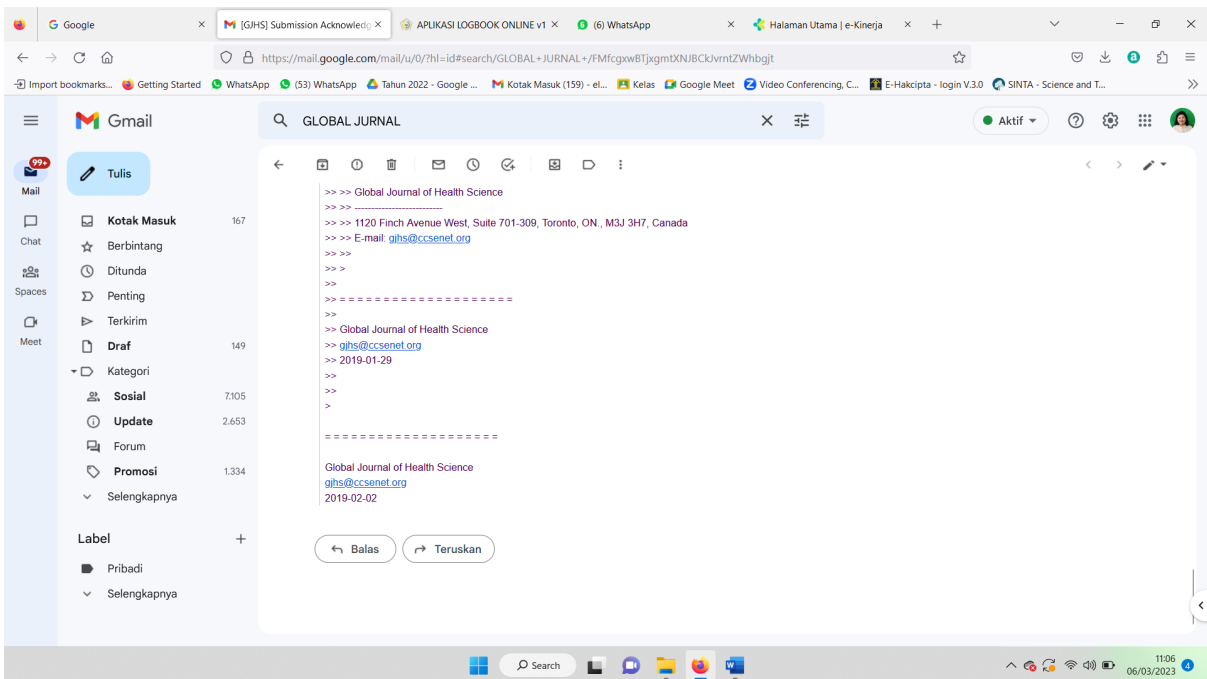 Google
[GJHS] Submission Acknowledg
APLIKASI LOGBOOK ONLINE v1
(6) WhatsApp
Halaman Utama | e-Kinerja
https://mail.google.com/mail/u/0/?hl=id#search/GLOBAL+JURNAL+/FMfcgxwBTjxgmtXNJBCkJvrntZWhbgjt
Import bookmarks...
Getting Started
WhatsApp
(53) WhatsApp
Tahun 2022 - Google ...
Kotak Masuk (159) - el...
Kelas
Google Meet
Video Conferencing, C...
E-Hakcipta - login V.3.0
SINTA - Science and T...
Gmail
GLOBAL JURNAL
Aktif
99+
Mail
Chat
Spaces
Meet
Tulis
Kotak Masuk 167
Berbintang
Ditunda
Penting
Terkirim
Draf 149
Kategori
Sosial 7.105
Update 2.653
Forum
Promosi 1.334
Selengkapnya
Label +
Pribadi
Selengkapnya
>> >> Global Journal of Health Science
>> >> -------------------------
>> >> 1120 Finch Avenue West, Suite 701-309, Toronto, ON., M3J 3H7, Canada
>> >> E-mail: gjhs@ccsenet.org
>> >>
>> >
>>
>> = = = = = = = = = = = = = = = = = = = =
>>
>> Global Journal of Health Science
>> gjhs@ccsenet.org
>> 2019-01-29
>>
>>
>
= = = = = = = = = = = = = = = = = = = =
Global Journal of Health Science
gjhs@ccsenet.org
2019-02-02
Balas
Teruskan
Search
11:06
06/03/2023
4